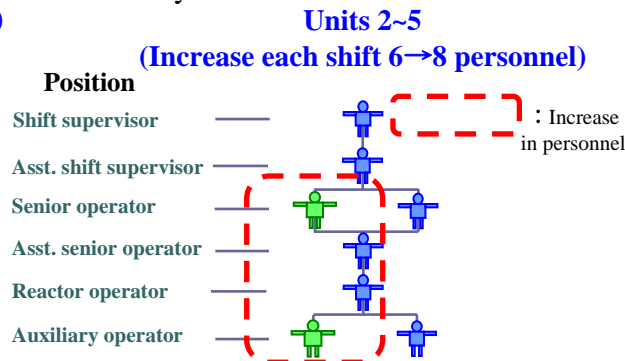 Units 2~5
(Increase each shift 6→8 personnel)
Position
Shift supervisor
: Increase
in personnel
Asst. shift supervisor
Senior operator
Asst. senior operator
Reactor operator
Auxiliary operator